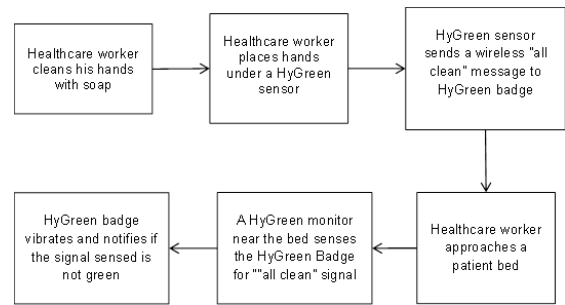 Healthcare worker
cleans his hands
with soap
Healthcare worker
places hands
under a HyGreen
sensor
HyGreen sensor
sends a wireless "all
clean" message to
HyGreen badge
Healthcare worker
approaches a
patient bed
A HyGreen monitor
near the bed senses
the HyGreen Badge
for ""all clean" signal
HyGreen badge
vibrates and notifies if
the signal sensed is
not green